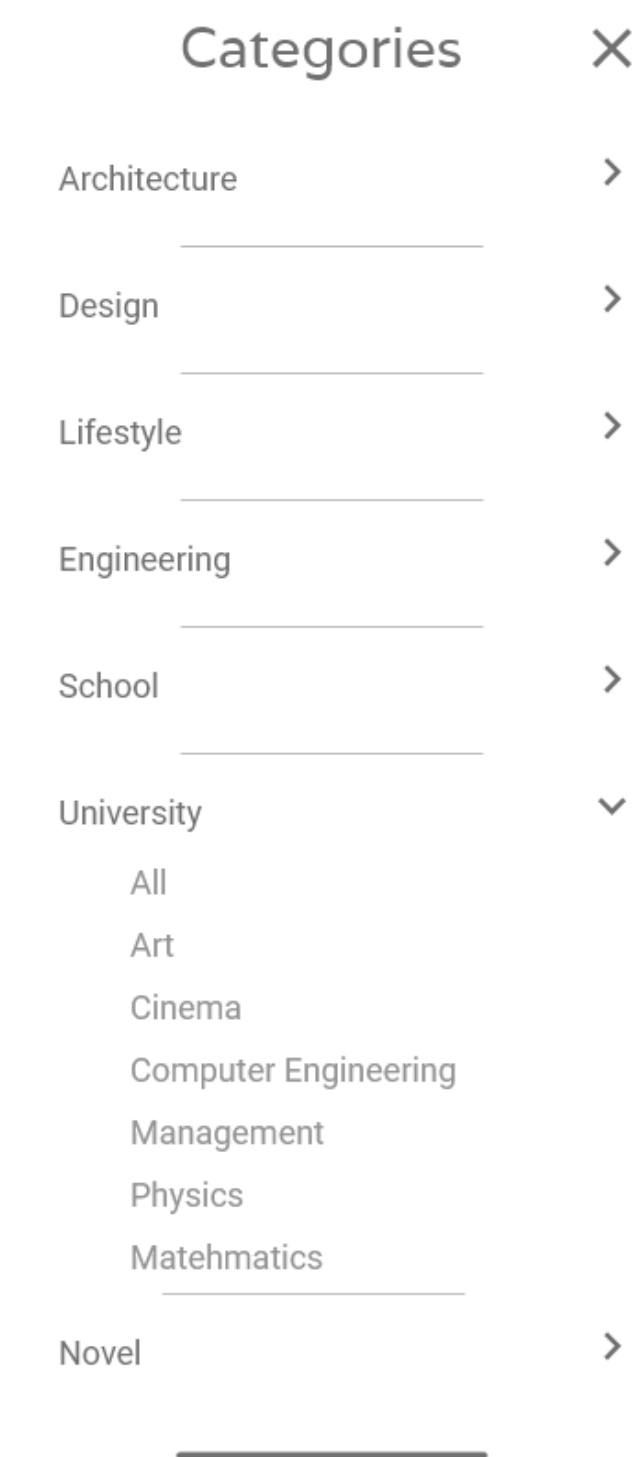 Categories
Architecture
Design
Lifestyle
Engineering
School
University
All
Art
Cinema
Computer Engineering
Management
Physics
Matehmatics
Novel